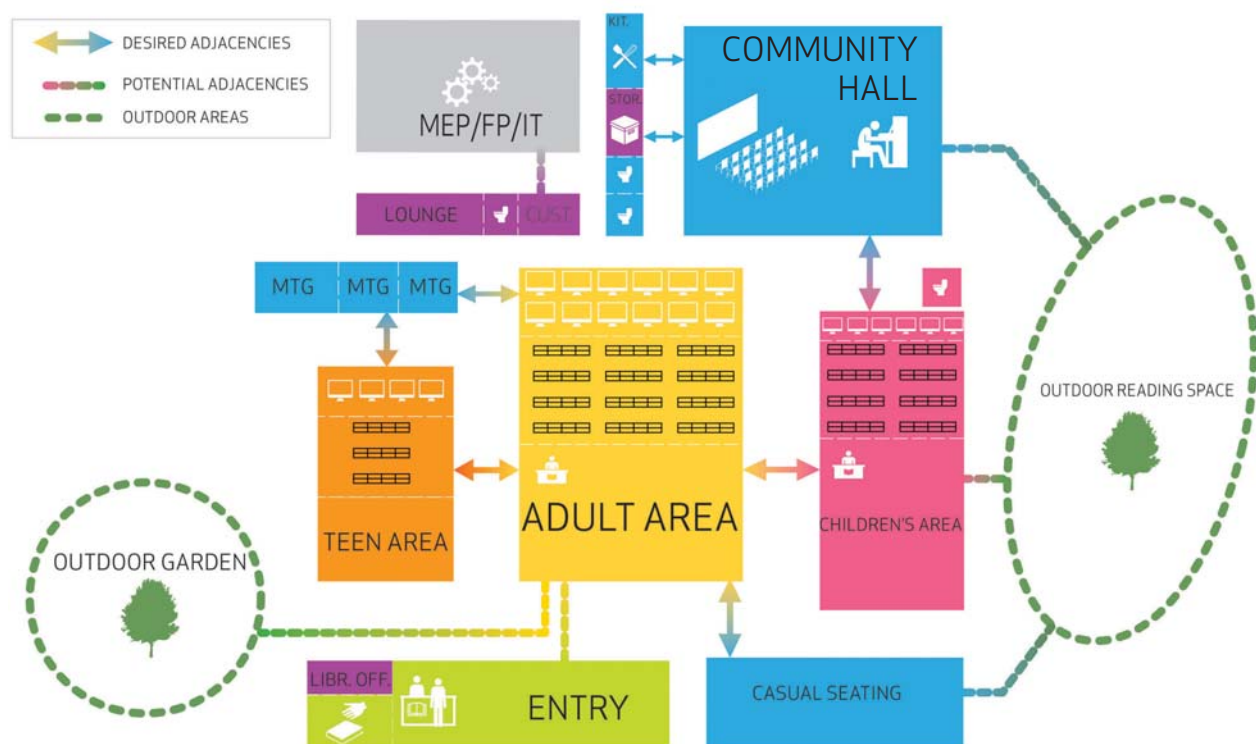 DESIRED ADJACENCIES
POTENTIAL ADJACENCIES
OUTDOOR AREAS
MEP/FP/IT
LOUNGE
CUST.
KIT.
STOR.
COMMUNITY
HALL
MTG
MTG
MTG
TEEN AREA
ADULT AREA
CHILDREN'S AREA
OUTDOOR READING SPACE
OUTDOOR GARDEN
LIBR. OFF.
ENTRY
CASUAL SEATING